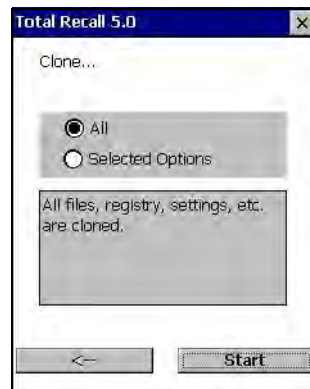 Total Recall 5.0
Clone...
All
Selected Options
All files, registry, settings, etc.
are cloned.
<--
Start